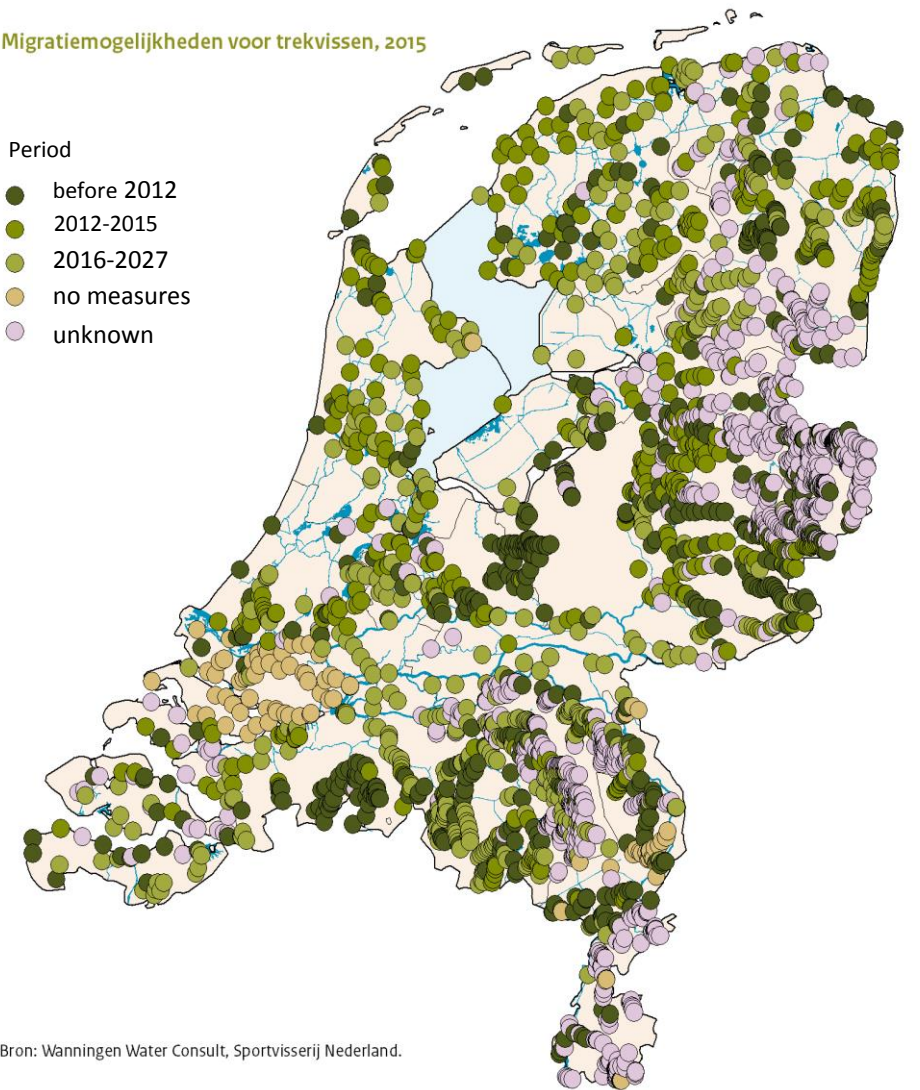 Migratiemogelijkheden voor trekvissen, 2015
Period
before 2012
2012-2015
2016-2027
no measures
unknown
Bron: Wanningen Water Consult, Sportvisserij Nederland.